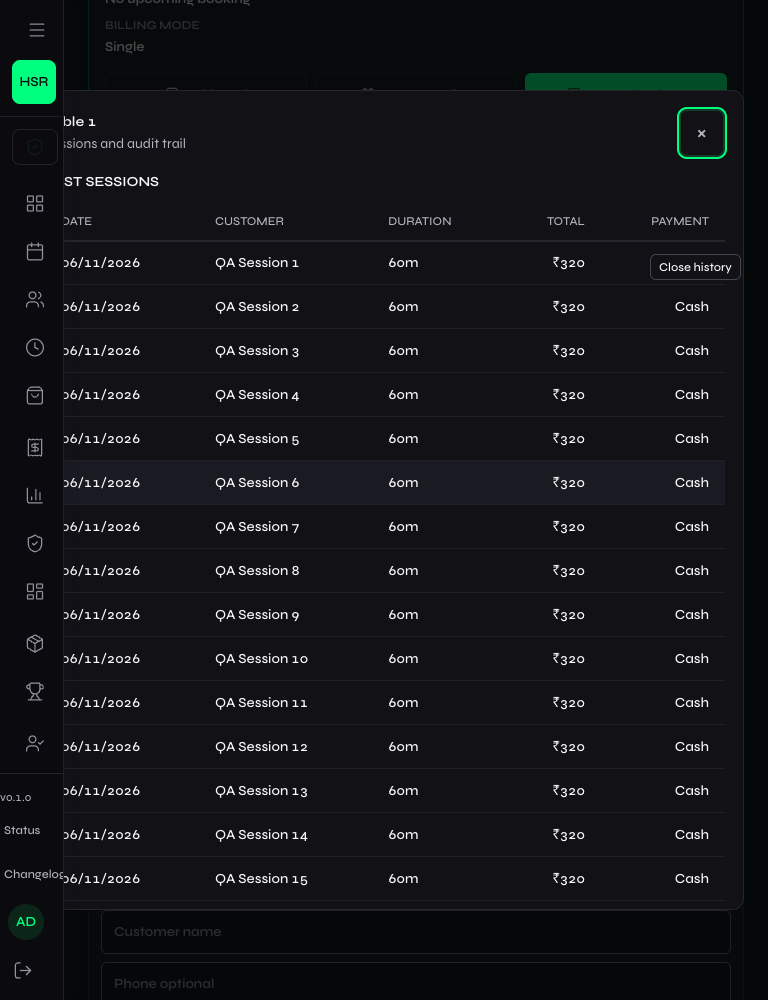 No upcoming booking
BILLING MODE
Single
HSR
ble 1
ssions and audit trail
×
ST SESSIONS
DATE CUSTOMER DURATION TOTAL PAYMENT
06/11/2026 QA Session 1 60m ₹320
Close history
06/11/2026 QA Session 2 60m ₹320 Cash
06/11/2026 QA Session 3 60m ₹320 Cash
06/11/2026 QA Session 4 60m ₹320 Cash
06/11/2026 QA Session 5 60m ₹320 Cash
06/11/2026 QA Session 6 60m ₹320 Cash
06/11/2026 QA Session 7 60m ₹320 Cash
06/11/2026 QA Session 8 60m ₹320 Cash
06/11/2026 QA Session 9 60m ₹320 Cash
06/11/2026 QA Session 10 60m ₹320 Cash
06/11/2026 QA Session 11 60m ₹320 Cash
06/11/2026 QA Session 12 60m ₹320 Cash
06/11/2026 QA Session 13 60m ₹320 Cash
06/11/2026 QA Session 14 60m ₹320 Cash
06/11/2026 QA Session 15 60m ₹320 Cash
v0.1.0
Status
Changelog
AD
Customer name
Phone optional